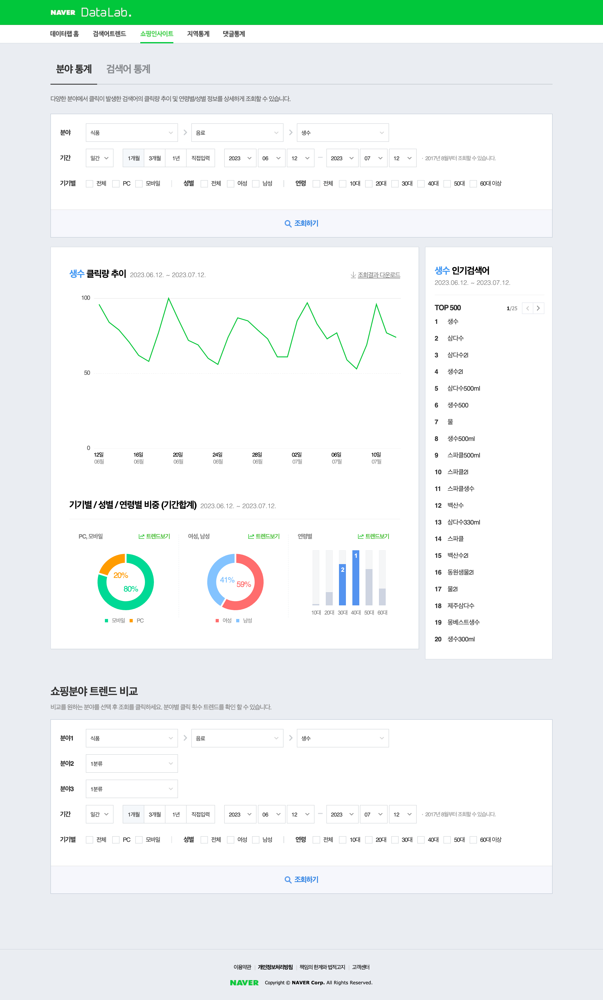 NAVER DataLab.
데이터랩 홈 검색어트렌드 쇼핑인사이트 지역통계 댓글통계
분야 통계 검색어 통계
다양한 분야에서 클릭이 발생한 검색어의 클릭량 추이 및 연령별/성별 정보를 상세하게 조회할 수 있습니다.
분야 식품 음료 생수
기간 일간 1개월 3개월 1년 직접입력 2023 06 12 2023 07 12 · 2017년 8월부터 조회할 수 있습니다.
기기별 전체 PC 모바일 성별 전체 여성 남성 연령 전체 10대 20대 30대 40대 50대 60대 이상
조회하기
생수 클릭량 추이 2023.06.12. ~ 2023.07.12. 조회결과 다운로드
100
50
0
12일 16일 20일 24일 28일 02일 06일 10일
06월 06월 06월 06월 06월 07월 07월 07월
기기별 / 성별 / 연령별 비중 (기간합계) 2023.06.12. ~ 2023.07.12.
PC, 모바일 트렌드보기
20%
80%
모바일 PC
여성, 남성 트렌드보기
41% 59%
여성 남성
연령별 트렌드보기
1
2
10대 20대 30대 40대 50대 60대
생수 인기검색어
2023.06.12. ~ 2023.07.12.
TOP 500 1/25
1 생수
2 삼다수
3 삼다수2l
4 생수2l
5 삼다수500ml
6 생수500
7 물
8 생수500ml
9 스파클500ml
10 스파클2l
11 스파클생수
12 백산수
13 삼다수330ml
14 스파클
15 백산수2l
16 동원샘물2l
17 물2l
18 제주삼다수
19 몽베스트생수
20 생수300ml
쇼핑분야 트렌드 비교
비교를 원하는 분야를 선택 후 조회를 클릭하세요. 분야별 클릭 횟수 트렌드를 확인 할 수 있습니다.
분야1 식품 음료 생수
분야2 1분류
분야3 1분류
기간 일간 1개월 3개월 1년 직접입력 2023 06 12 2023 07 12 · 2017년 8월부터 조회할 수 있습니다.
기기별 전체 PC 모바일 성별 전체 여성 남성 연령 전체 10대 20대 30대 40대 50대 60대 이상
조회하기
이용약관 개인정보처리방침 책임의 한계와 법적고지 고객센터
NAVER Copyright © NAVER Corp. All Rights Reserved.